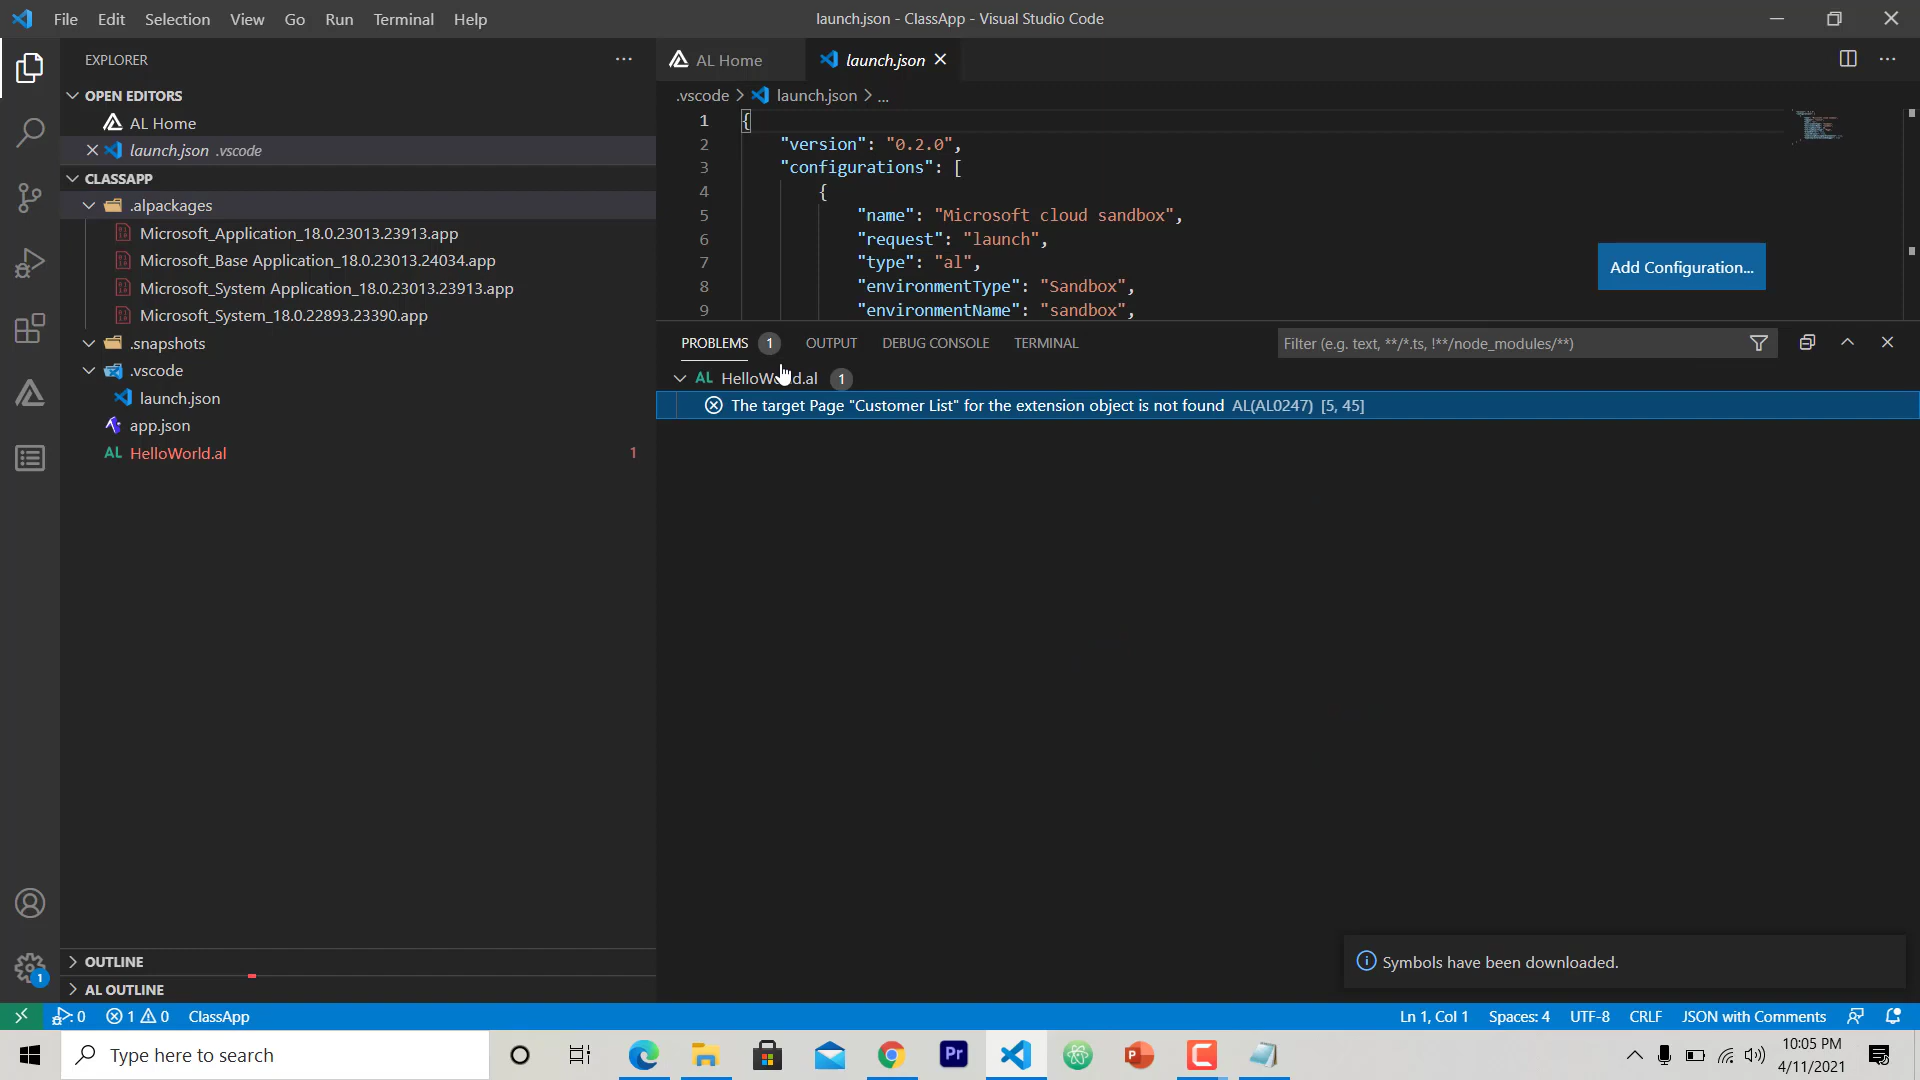 File Edit Selection View Go Run Terminal Help launch.json - ClassApp - Visual Studio Code
EXPLORER
OPEN EDITORS
AL Home
launch.json .vscode
CLASSAPP
.alpackages
Microsoft_Application_18.0.23013.23913.app
Microsoft_Base Application_18.0.23013.24034.app
Microsoft_System Application_18.0.23013.23913.app
Microsoft_System_18.0.22893.23390.app
.snapshots
.vscode
launch.json
app.json
AL HelloWorld.al 1
OUTLINE
AL OUTLINE
AL Home launch.json
.vscode > launch.json > ...
1 {
2 "version": "0.2.0",
3 "configurations": [
4 {
5 "name": "Microsoft cloud sandbox",
6 "request": "launch",
7 "type": "al",
8 "environmentType": "Sandbox",
9 "environmentName": "sandbox",
Add Configuration...
PROBLEMS 1 OUTPUT DEBUG CONSOLE TERMINAL Filter (e.g. text, **/*.ts, !**/node_modules/**)
AL HelloWorld.al 1
The target Page "Customer List" for the extension object is not found AL(AL0247) [5, 45]
Symbols have been downloaded.
1
0 1 0 ClassApp Ln 1, Col 1 Spaces: 4 UTF-8 CRLF JSON with Comments
Type here to search
Pr
10:05 PM
4/11/2021